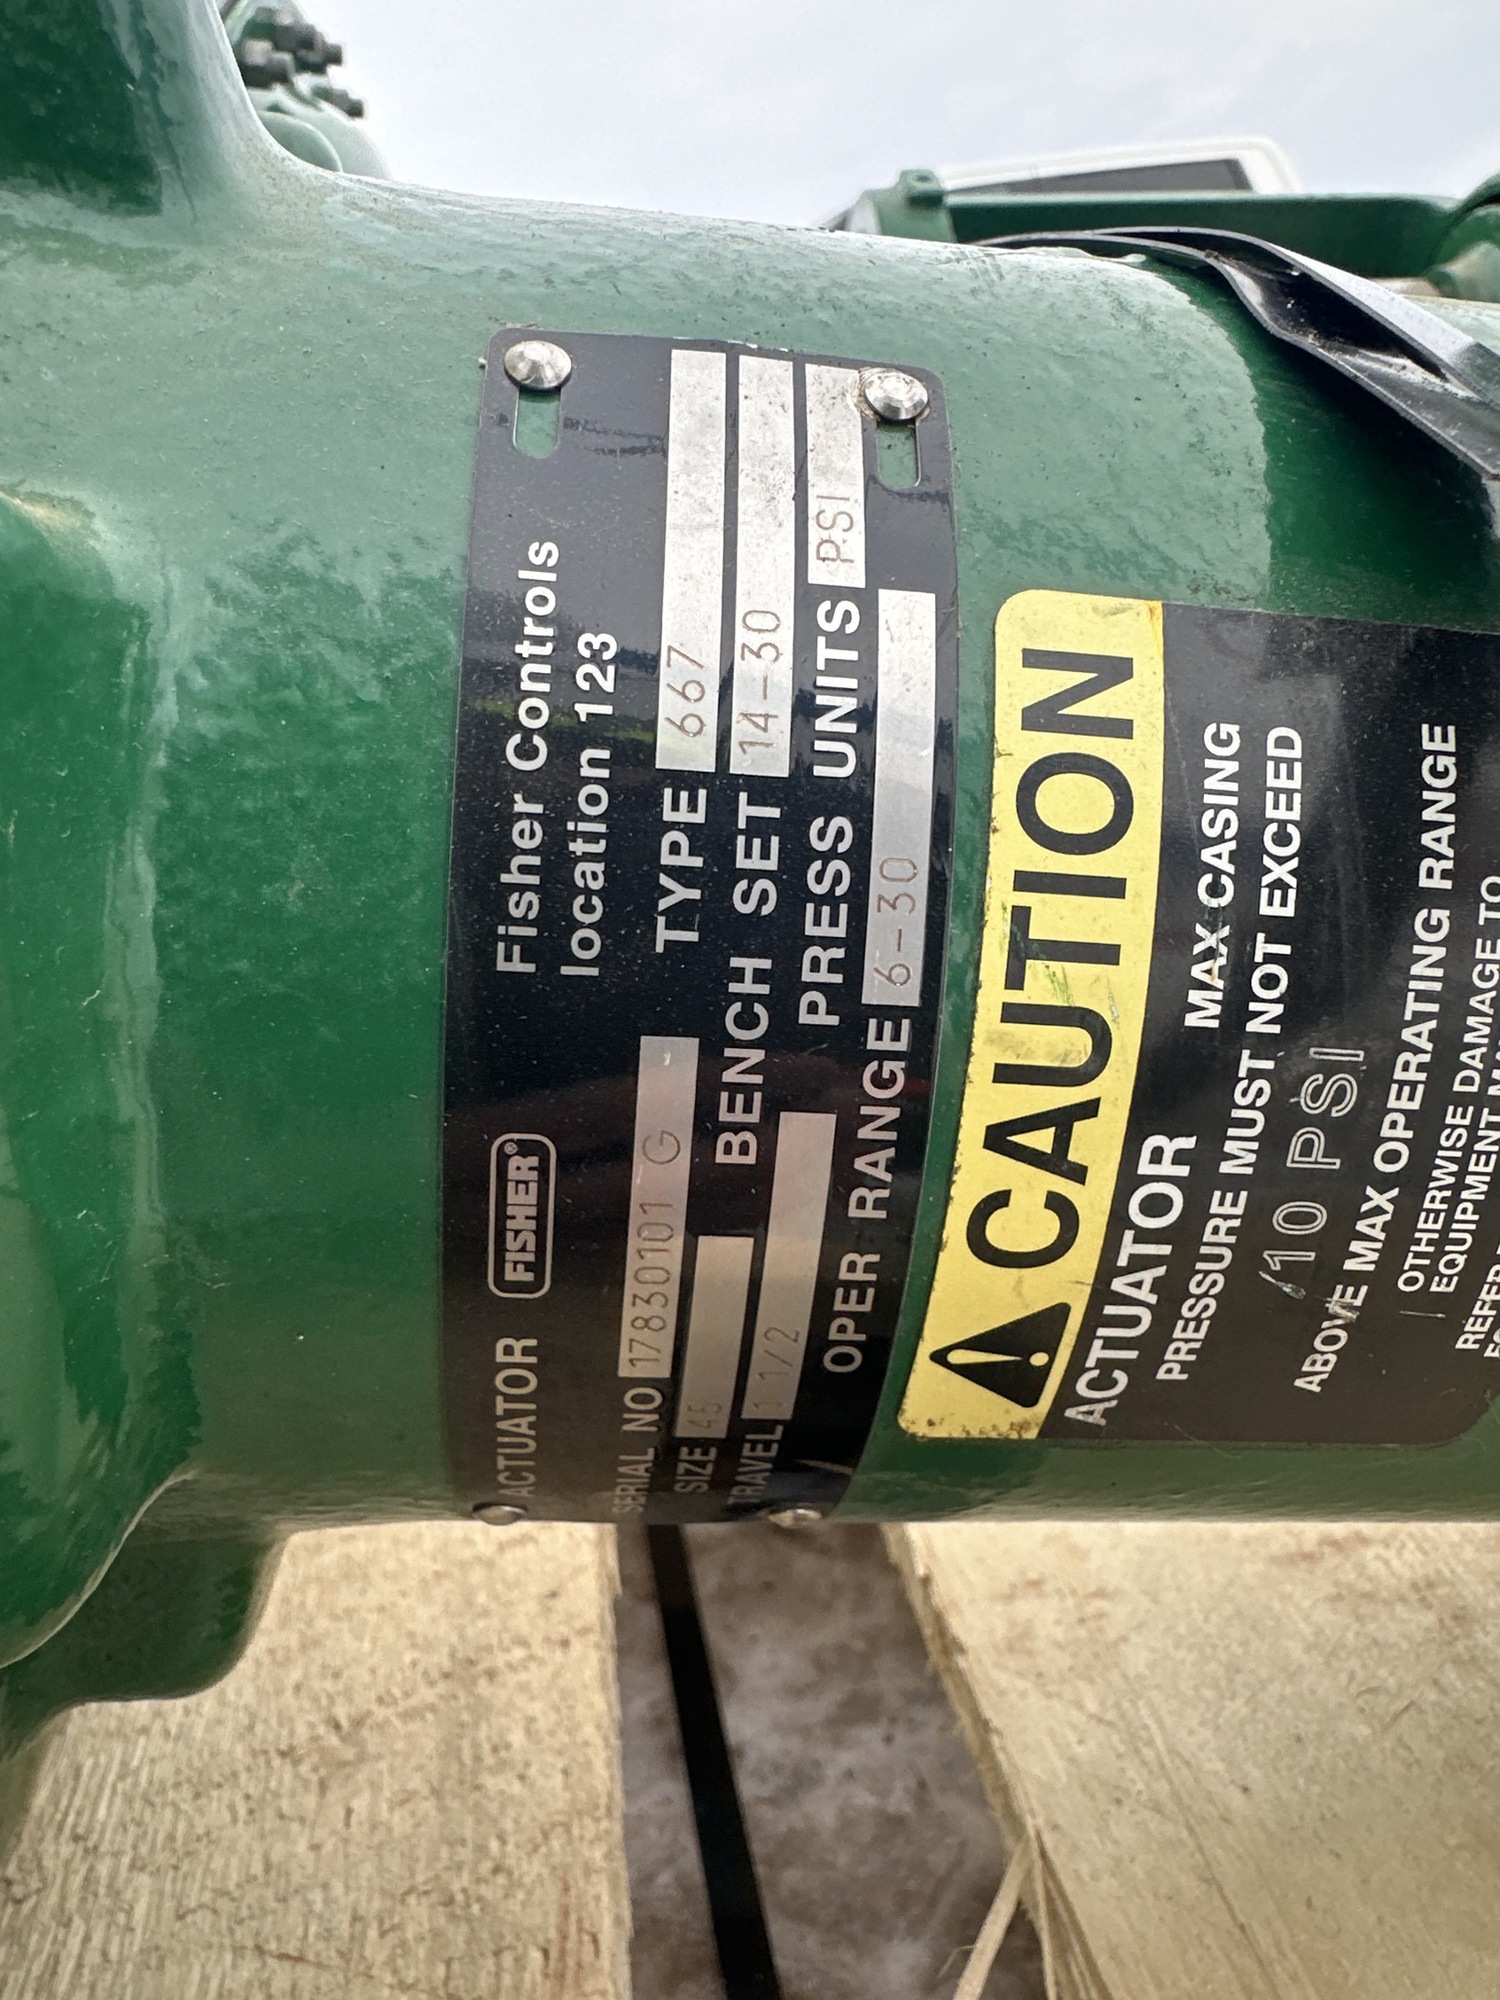 ACTUATOR FISHER® Fisher Controls
location 123
SERIAL NO 17830101 G TYPE 667
SIZE 45 BENCH SET 14-30
TRAVEL 1 1/2 PRESS UNITS PSI
OPER RANGE 6-30
CAUTION
ACTUATOR MAX CASING
PRESSURE MUST NOT EXCEED
10 PSI
ABOVE MAX OPERATING RANGE
OTHERWISE DAMAGE TO
EQUIPMENT